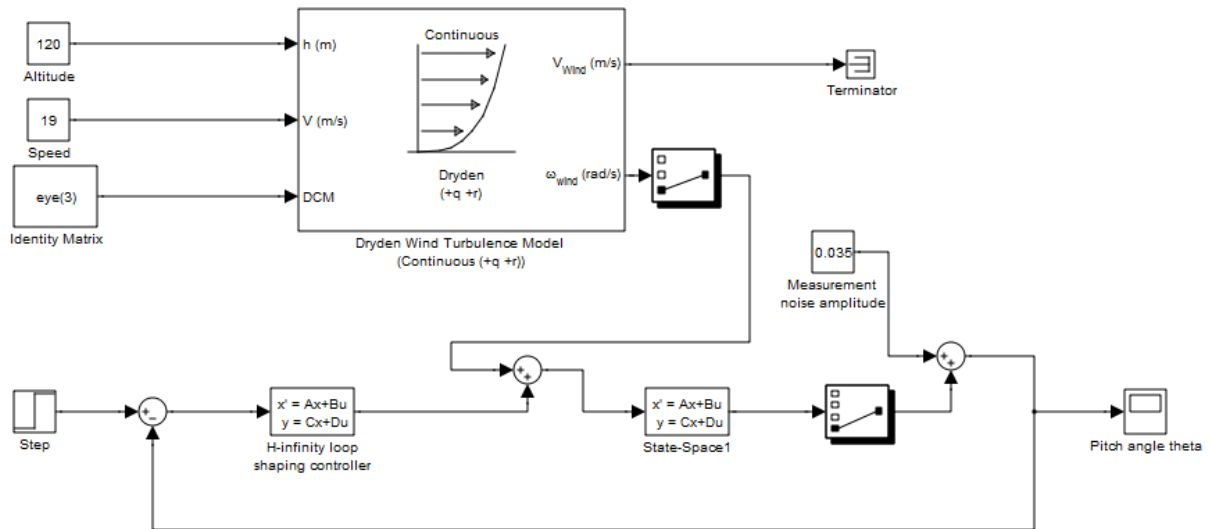 120
Altitude
19
Speed
eye(3)
Identity Matrix
h (m)
V (m/s)
DCM
Continuous
Dryden
(+q +r)
V_Wind (m/s)
ω_wind (rad/s)
Dryden Wind Turbulence Model
(Continuous (+q +r))
Terminator
0.035
Measurement
noise amplitude
Step
+
−
x' = Ax+Bu
y = Cx+Du
H-infinity loop
shaping controller
+
+
x' = Ax+Bu
y = Cx+Du
State-Space1
+
+
Pitch angle theta